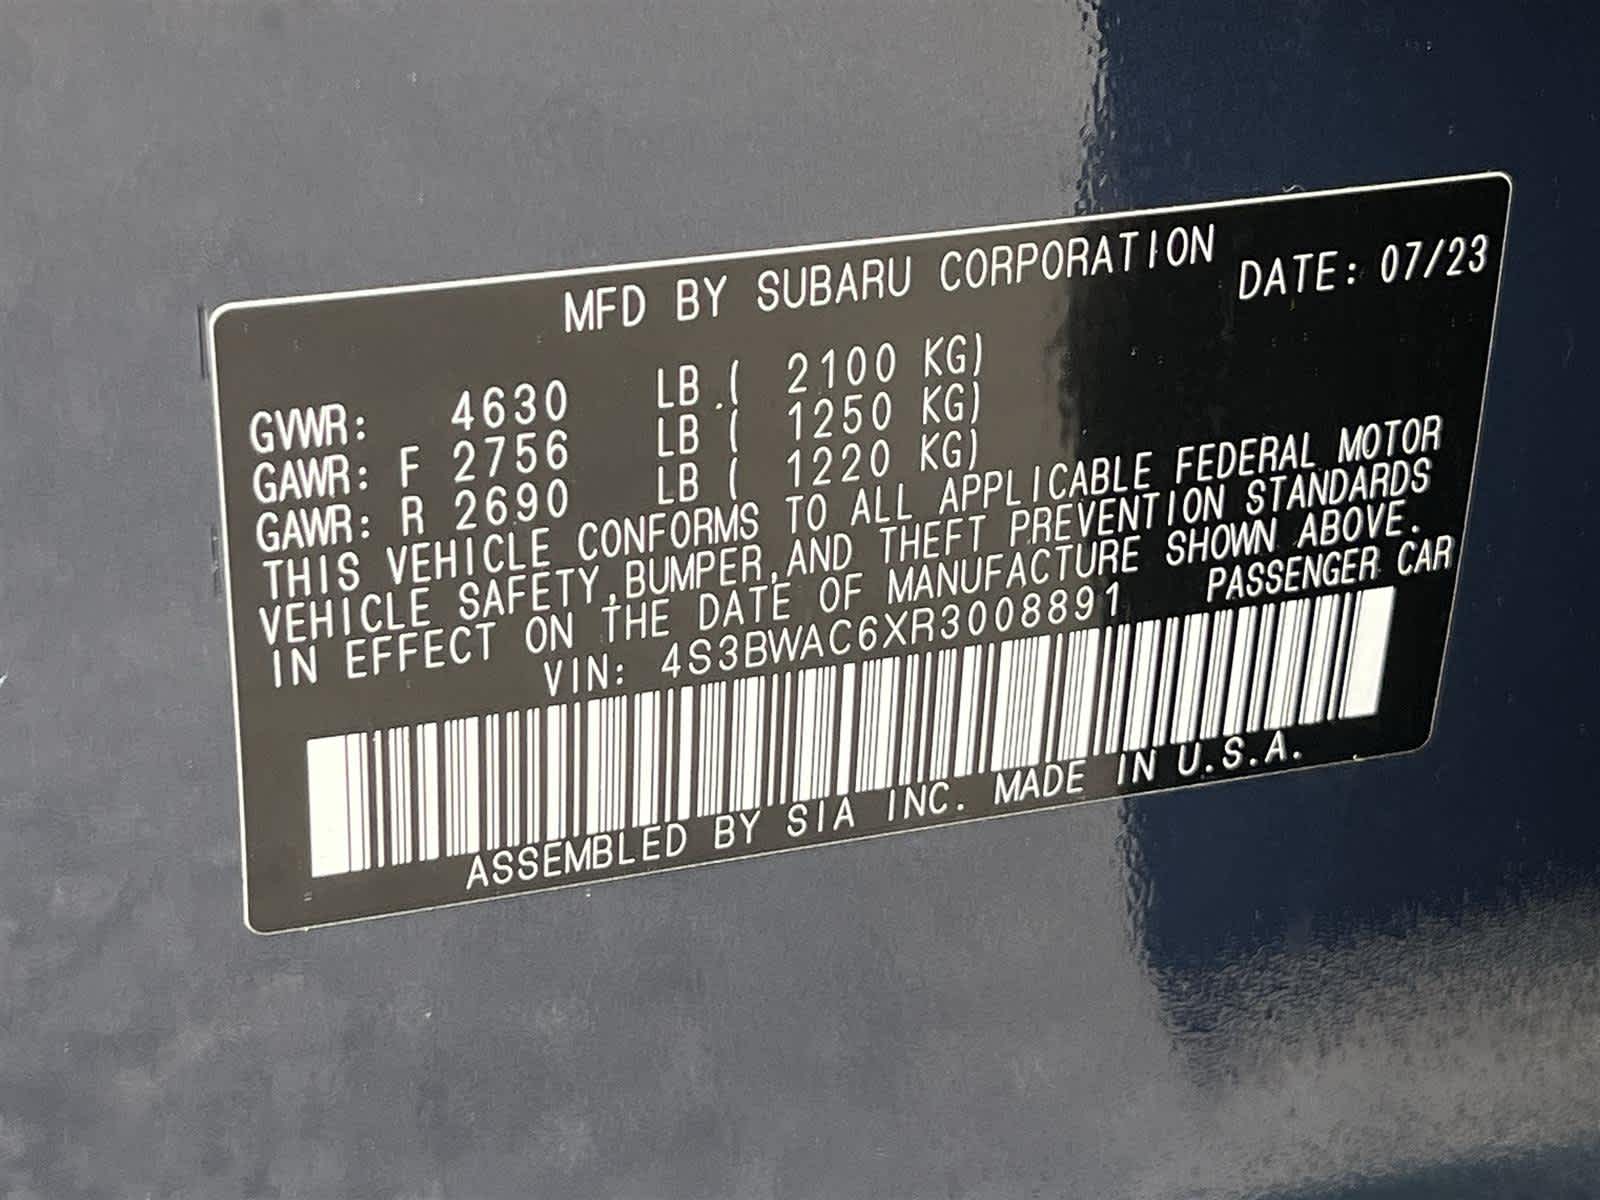 MFD BY SUBARU CORPORATION DATE: 07/23
GVWR: 4630 LB ( 2100 KG)
GAWR: F 2756 LB ( 1250 KG)
GAWR: R 2690 LB ( 1220 KG)
THIS VEHICLE CONFORMS TO ALL APPLICABLE FEDERAL MOTOR
VEHICLE SAFETY,BUMPER,AND THEFT PREVENTION STANDARDS
IN EFFECT ON THE DATE OF MANUFACTURE SHOWN ABOVE.
VIN: 4S3BWAC6XR3008891 PASSENGER CAR
ASSEMBLED BY SIA INC. MADE IN U.S.A.